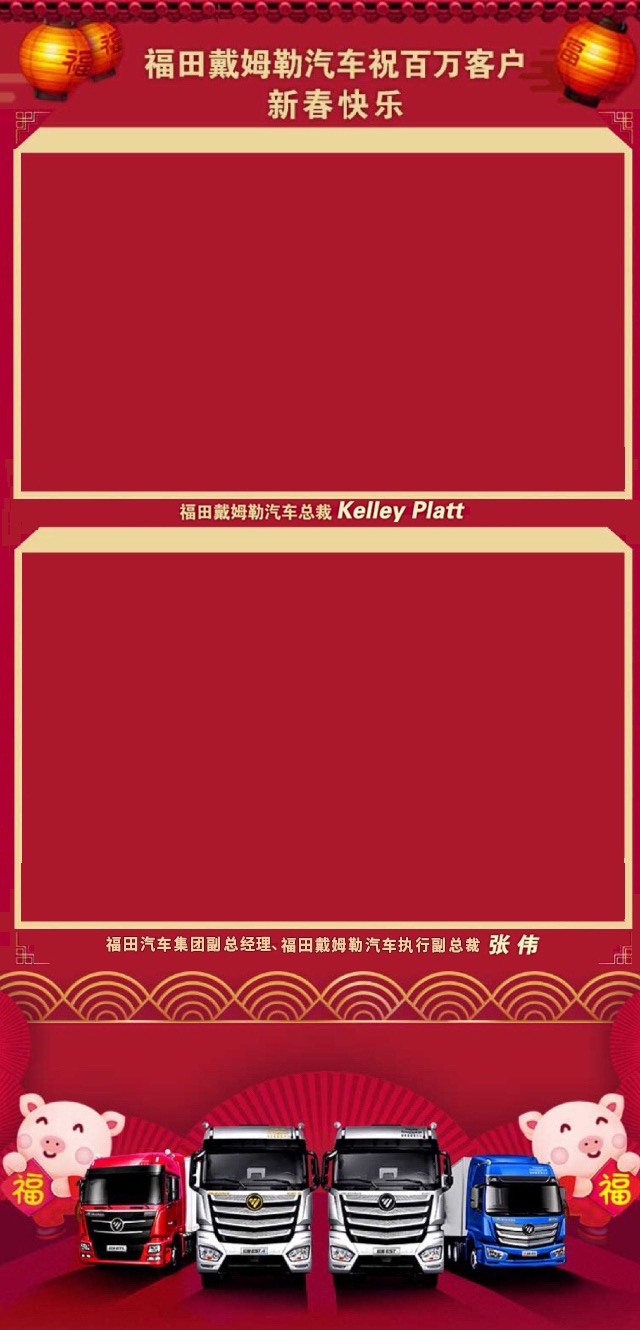 福 福
福
福田戴姆勒汽车祝百万客户
新春快乐
福田戴姆勒汽车总裁 Kelley Platt
福田汽车集团副总经理、福田戴姆勒汽车执行副总裁 张 伟
福
福